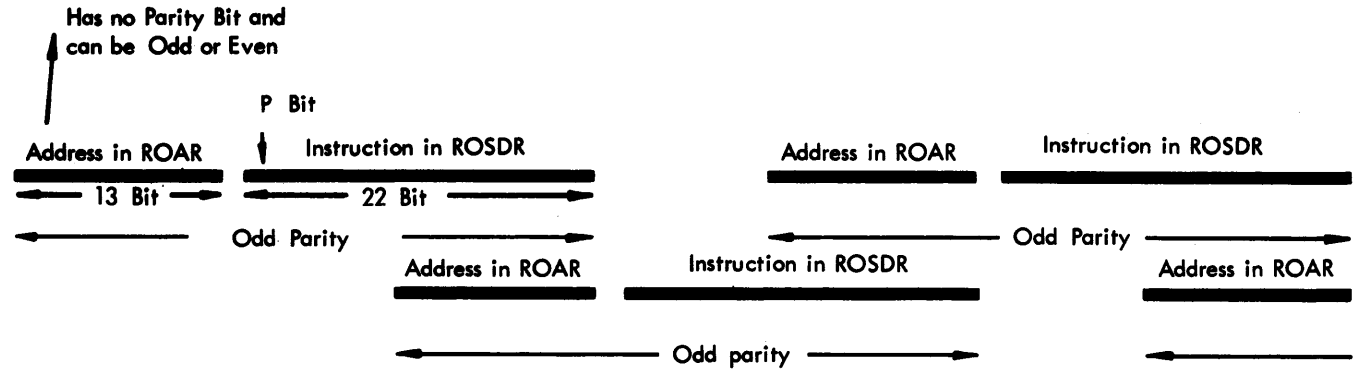 Has no Parity Bit and
can be Odd or Even
P Bit
Address in ROAR
Instruction in ROSDR
Address in ROAR
Instruction in ROSDR
13 Bit
22 Bit
Odd Parity
Odd Parity
Address in ROAR
Instruction in ROSDR
Address in ROAR
Odd parity